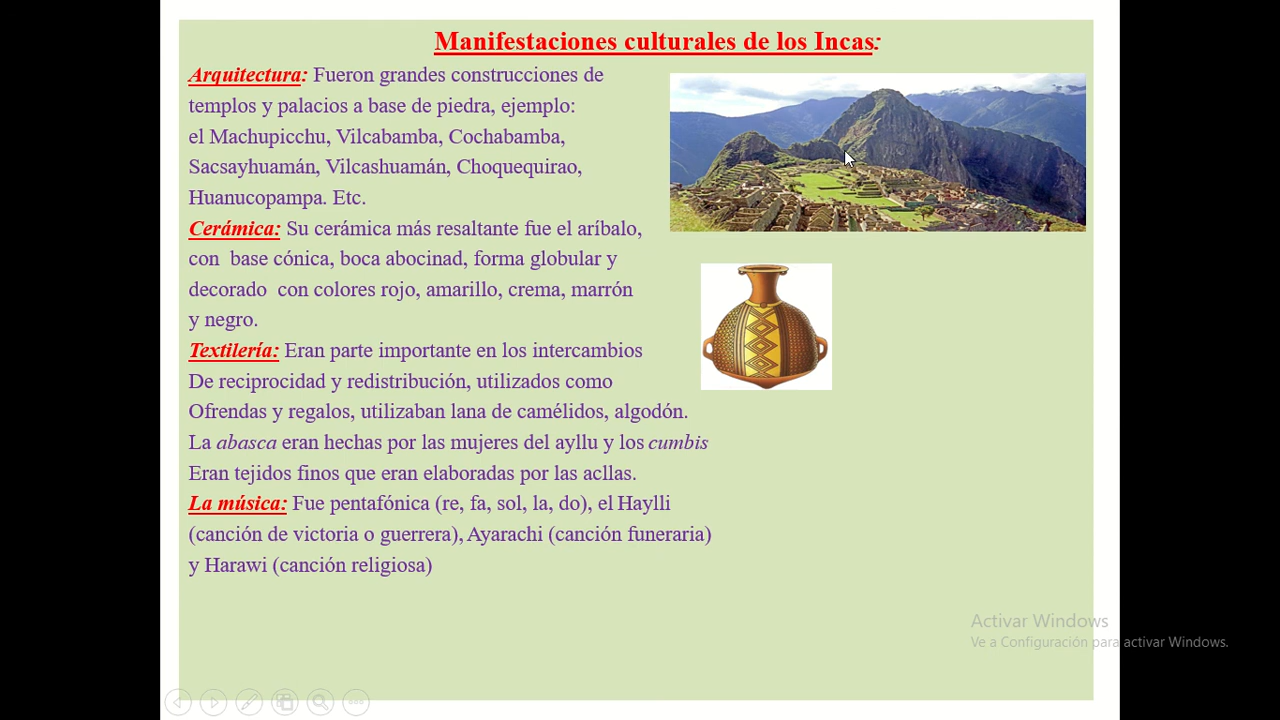 Manifestaciones culturales de los Incas:
Arquitectura: Fueron grandes construcciones de
templos y palacios a base de piedra, ejemplo:
el Machupicchu, Vilcabamba, Cochabamba,
Sacsayhuamán, Vilcashuamán, Choquequirao,
Huanucopampa. Etc.
Cerámica: Su cerámica más resaltante fue el aríbalo,
con base cónica, boca abocinad, forma globular y
decorado con colores rojo, amarillo, crema, marrón
y negro.
Textilería: Eran parte importante en los intercambios
De reciprocidad y redistribución, utilizados como
Ofrendas y regalos, utilizaban lana de camélidos, algodón.
La abasca eran hechas por las mujeres del ayllu y los cumbis
Eran tejidos finos que eran elaboradas por las acllas.
La música: Fue pentafónica (re, fa, sol, la, do), el Haylli
(canción de victoria o guerrera), Ayarachi (canción funeraria)
y Harawi (canción religiosa)
Activar Windows
Ve a Configuración para activar Windows.